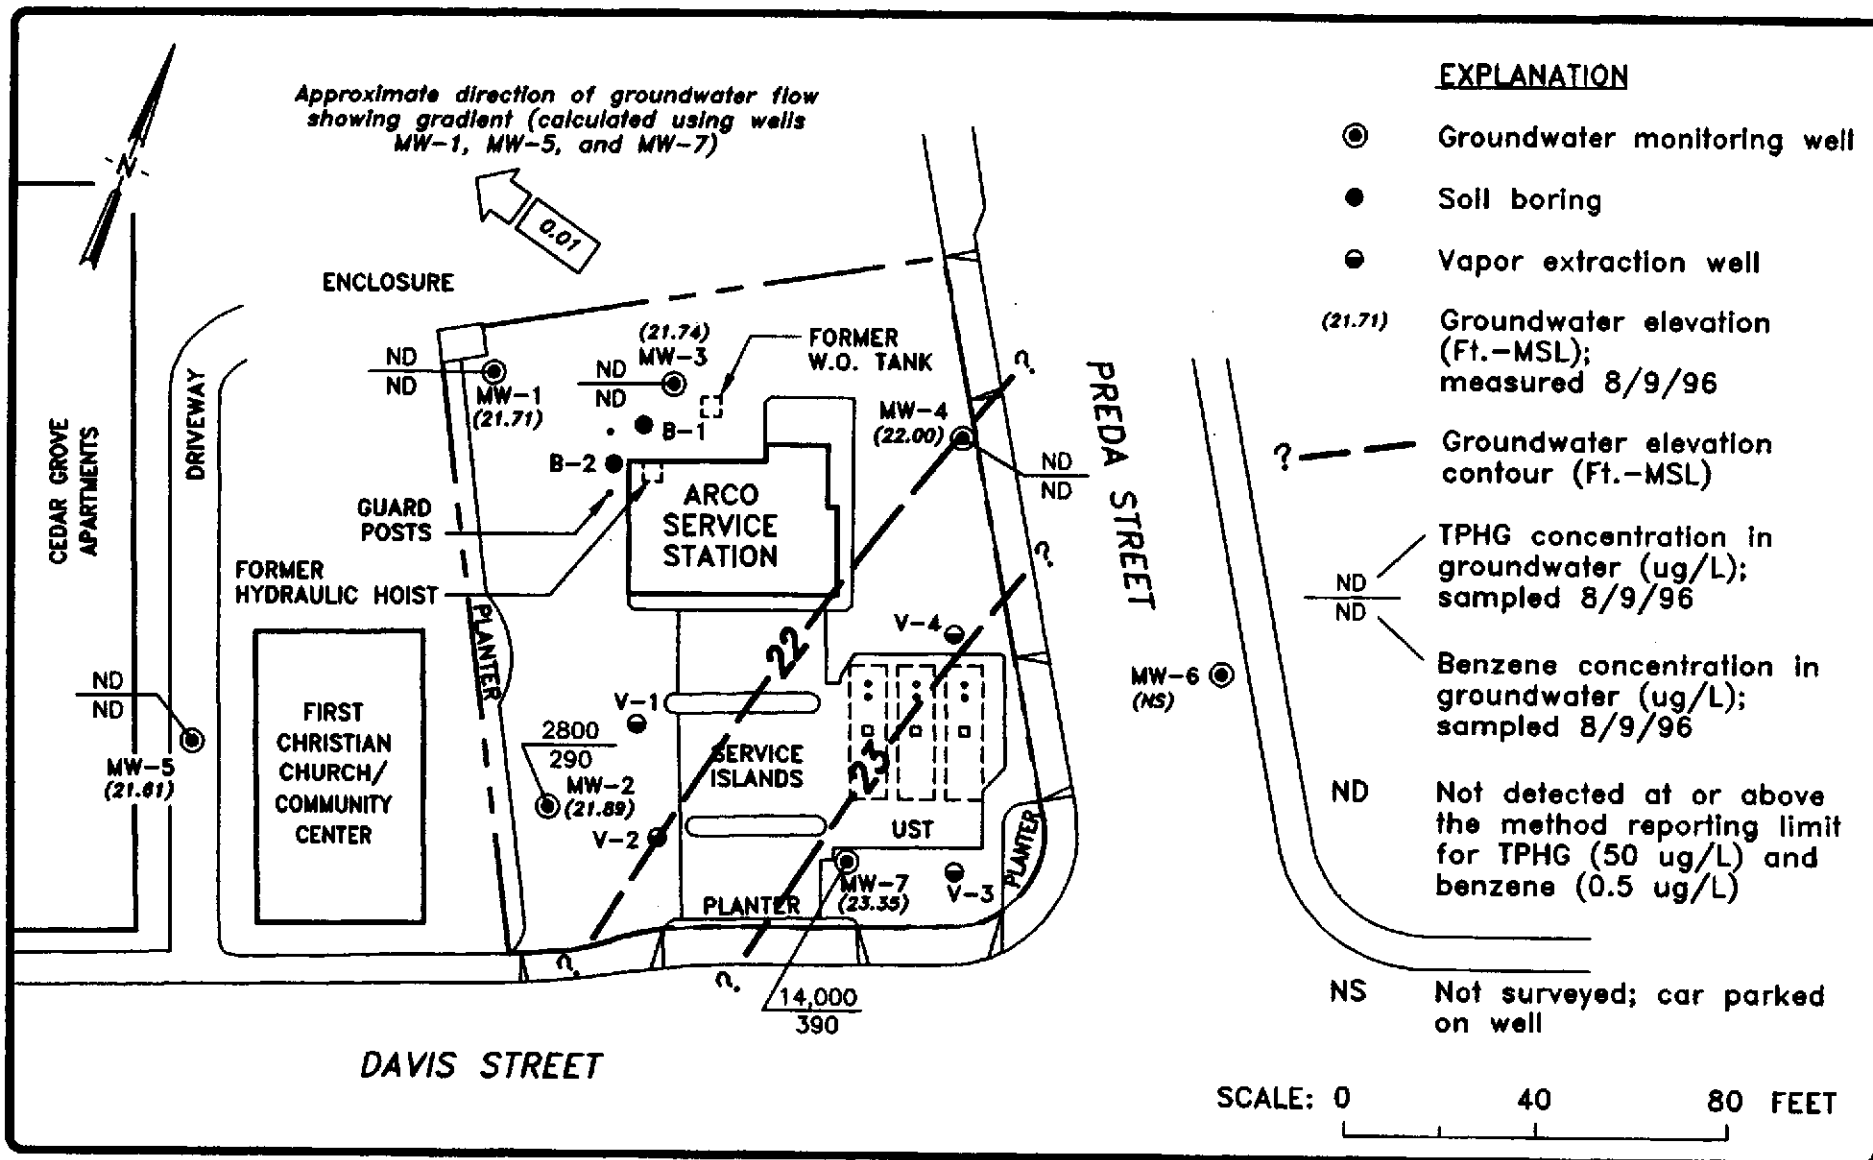 Approximate direction of groundwater flow
showing gradient (calculated using wells
MW-1, MW-5, and MW-7)
N
0.01
ENCLOSURE
(21.74)
MW-3
ND
ND
FORMER
W.O. TANK
ND
ND
MW-1
(21.71)
B-1
B-2
MW-4
(22.00)
ND
ND
?
?
PREDA STREET
CEDAR GROVE
APARTMENTS
DRIVEWAY
GUARD
POSTS
ARCO
SERVICE
STATION
FORMER
HYDRAULIC HOIST
PLANTER
22
V-4
MW-6
(NS)
ND
ND
MW-5
(21.61)
FIRST
CHRISTIAN
CHURCH/
COMMUNITY
CENTER
V-1
2800
290
MW-2
(21.89)
V-2
SERVICE
ISLANDS
23
UST
MW-7
(23.35)
V-3
PLANTER
PLANTER
?
?
14,000
390
DAVIS STREET
EXPLANATION
Groundwater monitoring well
Soil boring
Vapor extraction well
(21.71) Groundwater elevation
(Ft.-MSL);
measured 8/9/96
? Groundwater elevation
contour (Ft.-MSL)
ND
ND
TPHG concentration in
groundwater (ug/L);
sampled 8/9/96
Benzene concentration in
groundwater (ug/L);
sampled 8/9/96
ND Not detected at or above
the method reporting limit
for TPHG (50 ug/L) and
benzene (0.5 ug/L)
NS Not surveyed; car parked
on well
SCALE: 0 40 80 FEET